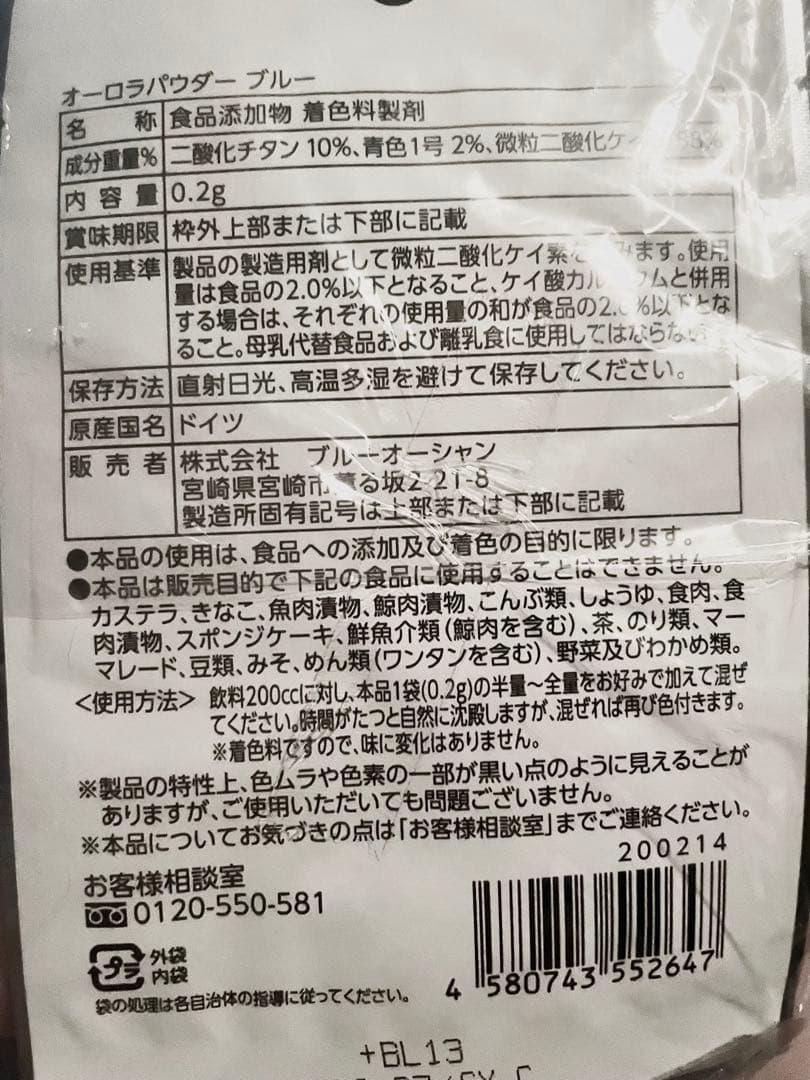 オーロラパウダー ブルー
名 称 食品添加物 着色料製剤
成分重量% 二酸化チタン 10%、青色1号 2%、微粒二酸化ケイ 88%
内 容 量 0.2g
賞味期限 枠外上部または下部に記載
使用基準 製品の製造用剤として微粒二酸化ケイ素を みます。使用
量は食品の2.0%以下となること、ケイ酸カル ウムと併用
する場合は、それぞれの使用量の和が食品の2. %以下とな
ること。母乳代替食品および離乳食に使用してはならない
保存方法 直射日光、高温多湿を避けて保存してください。
原産国名 ドイツ
販 売 者 株式会社 ブルーオーシャン
宮崎県宮崎市薫る坂2-21-8
製造所固有記号は上部または下部に記載
●本品の使用は、食品への添加及び着色の目的に限ります。
●本品は販売目的で下記の食品に使用することはできません。
カステラ、きなこ、魚肉漬物、鯨肉漬物、こんぶ類、しょうゆ、食肉、食
肉漬物、スポンジケーキ、鮮魚介類(鯨肉を含む)、茶、のり類、マー
マレード、豆類、みそ、めん類(ワンタンを含む)、野菜及びわかめ類。
<使用方法> 飲料200ccに対し、本品1袋(0.2g)の半量~全量をお好みで加えて混ぜ
てください。時間がたつと自然に沈殿しますが、混ぜれば再び色付きます。
※着色料ですので、味に変化はありません。
※製品の特性上、色ムラや色素の一部が黒い点のように見えることが
ありますが、ご使用いただいても問題ございません。
※本品についてお気づきの点は「お客様相談室」までご連絡ください。
200214
お客様相談室
0120-550-581
プラ 外袋
内袋
袋の処理は各自治体の指導に従ってください。
4 580743 552647
+BL13